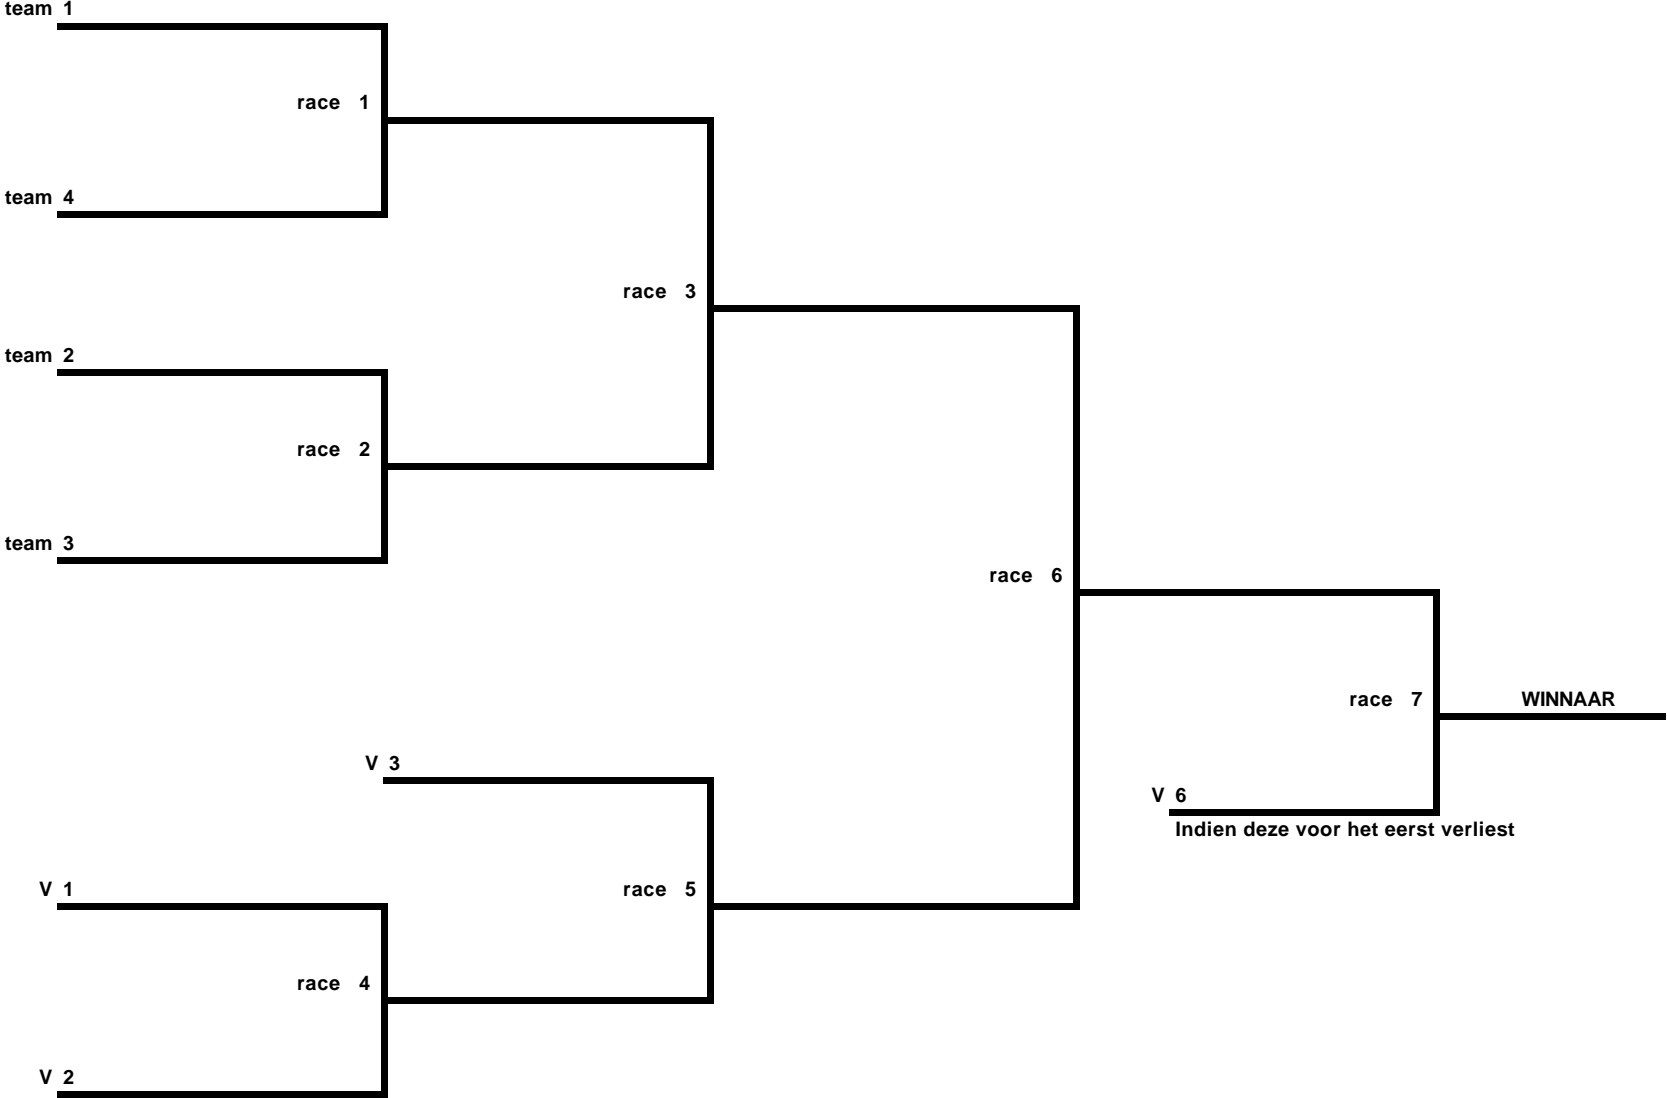 team 1
race 1
team 4
race 3
team 2
race 2
team 3
race 6
race 7
WINNAAR
V 3
V 6
Indien deze voor het eerst verliest
V 1
race 5
race 4
V 2